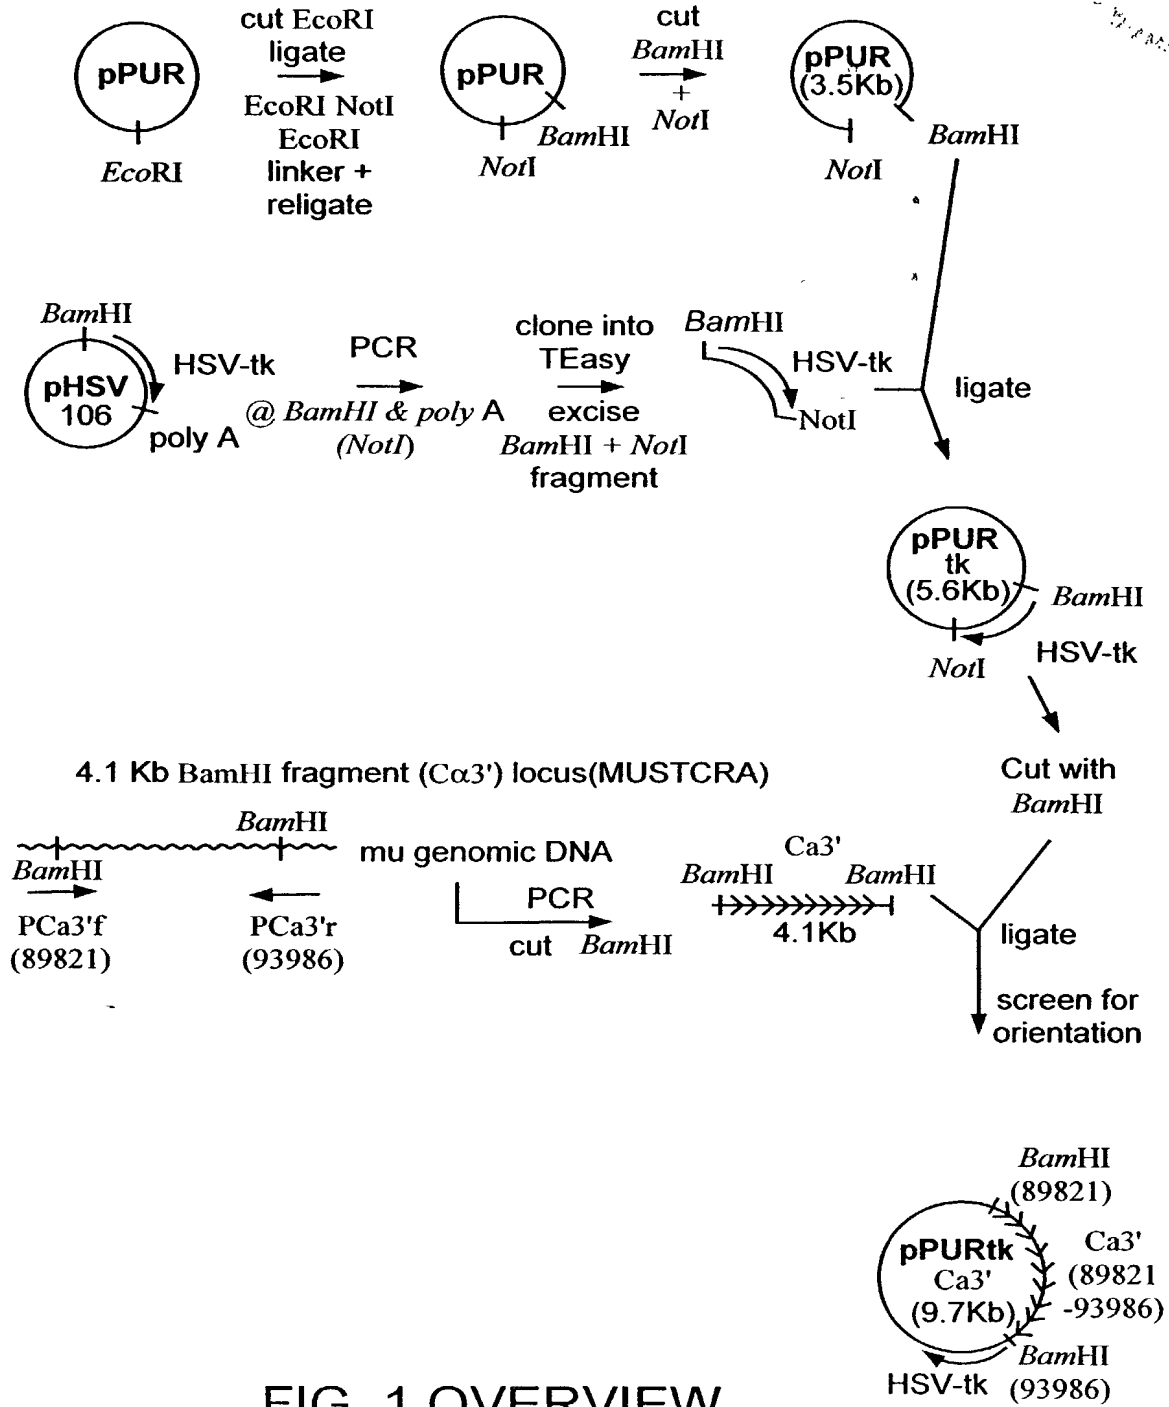 pPUR
EcoRI
cut EcoRI
ligate
EcoRI NotI
EcoRI
linker +
religate
pPUR
BamHI
NotI
cut
BamHI
+
NotI
pPUR
(3.5Kb)
BamHI
NotI
BamHI
pHSV
106
HSV-tk
poly A
PCR
@ BamHI & poly A
(NotI)
clone into
TEasy
excise
BamHI + NotI
fragment
BamHI
HSV-tk
NotI
ligate
pPUR
tk
(5.6Kb)
BamHI
NotI
HSV-tk
Cut with
BamHI
4.1 Kb BamHI fragment (Cα3') locus(MUSTCRA)
BamHI
BamHI
PCa3'f
(89821)
PCa3'r
(93986)
mu genomic DNA
PCR
cut BamHI
Ca3'
BamHI BamHI
4.1Kb
ligate
screen for
orientation
BamHI
(89821)
pPURtk
Ca3'
(9.7Kb)
Ca3'
(89821
-93986)
BamHI
(93986)
HSV-tk
FIG. 1 OVERVIEW